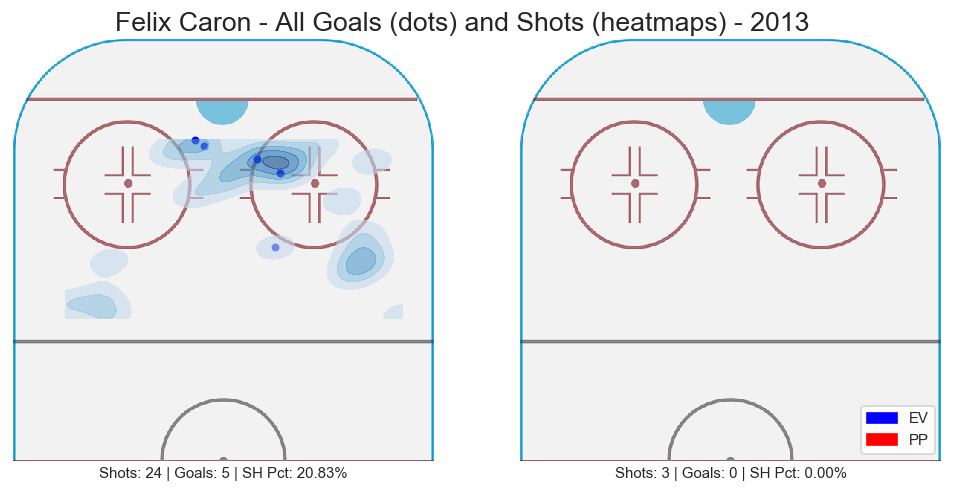 Felix Caron - All Goals (dots) and Shots (heatmaps) - 2013
EV
PP
Shots: 24 | Goals: 5 | SH Pct: 20.83%
Shots: 3 | Goals: 0 | SH Pct: 0.00%